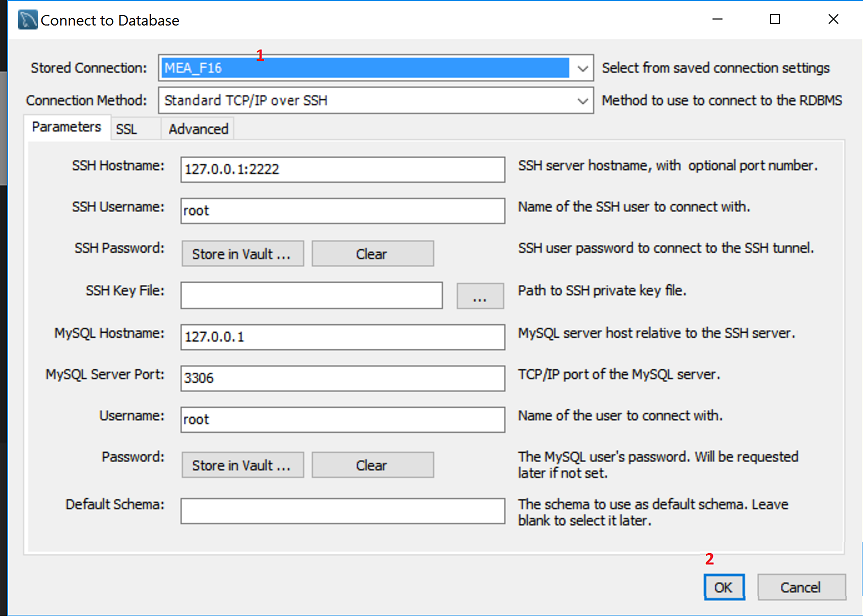 Connect to Database
1
Stored Connection: MEA_F16 Select from saved connection settings
Connection Method: Standard TCP/IP over SSH Method to use to connect to the RDBMS
Parameters SSL Advanced
SSH Hostname: 127.0.0.1:2222 SSH server hostname, with optional port number.
SSH Username: root Name of the SSH user to connect with.
SSH Password: Store in Vault ... Clear SSH user password to connect to the SSH tunnel.
SSH Key File: ... Path to SSH private key file.
MySQL Hostname: 127.0.0.1 MySQL server host relative to the SSH server.
MySQL Server Port: 3306 TCP/IP port of the MySQL server.
Username: root Name of the user to connect with.
Password: Store in Vault ... Clear The MySQL user's password. Will be requested
later if not set.
Default Schema: The schema to use as default schema. Leave
blank to select it later.
2
OK Cancel